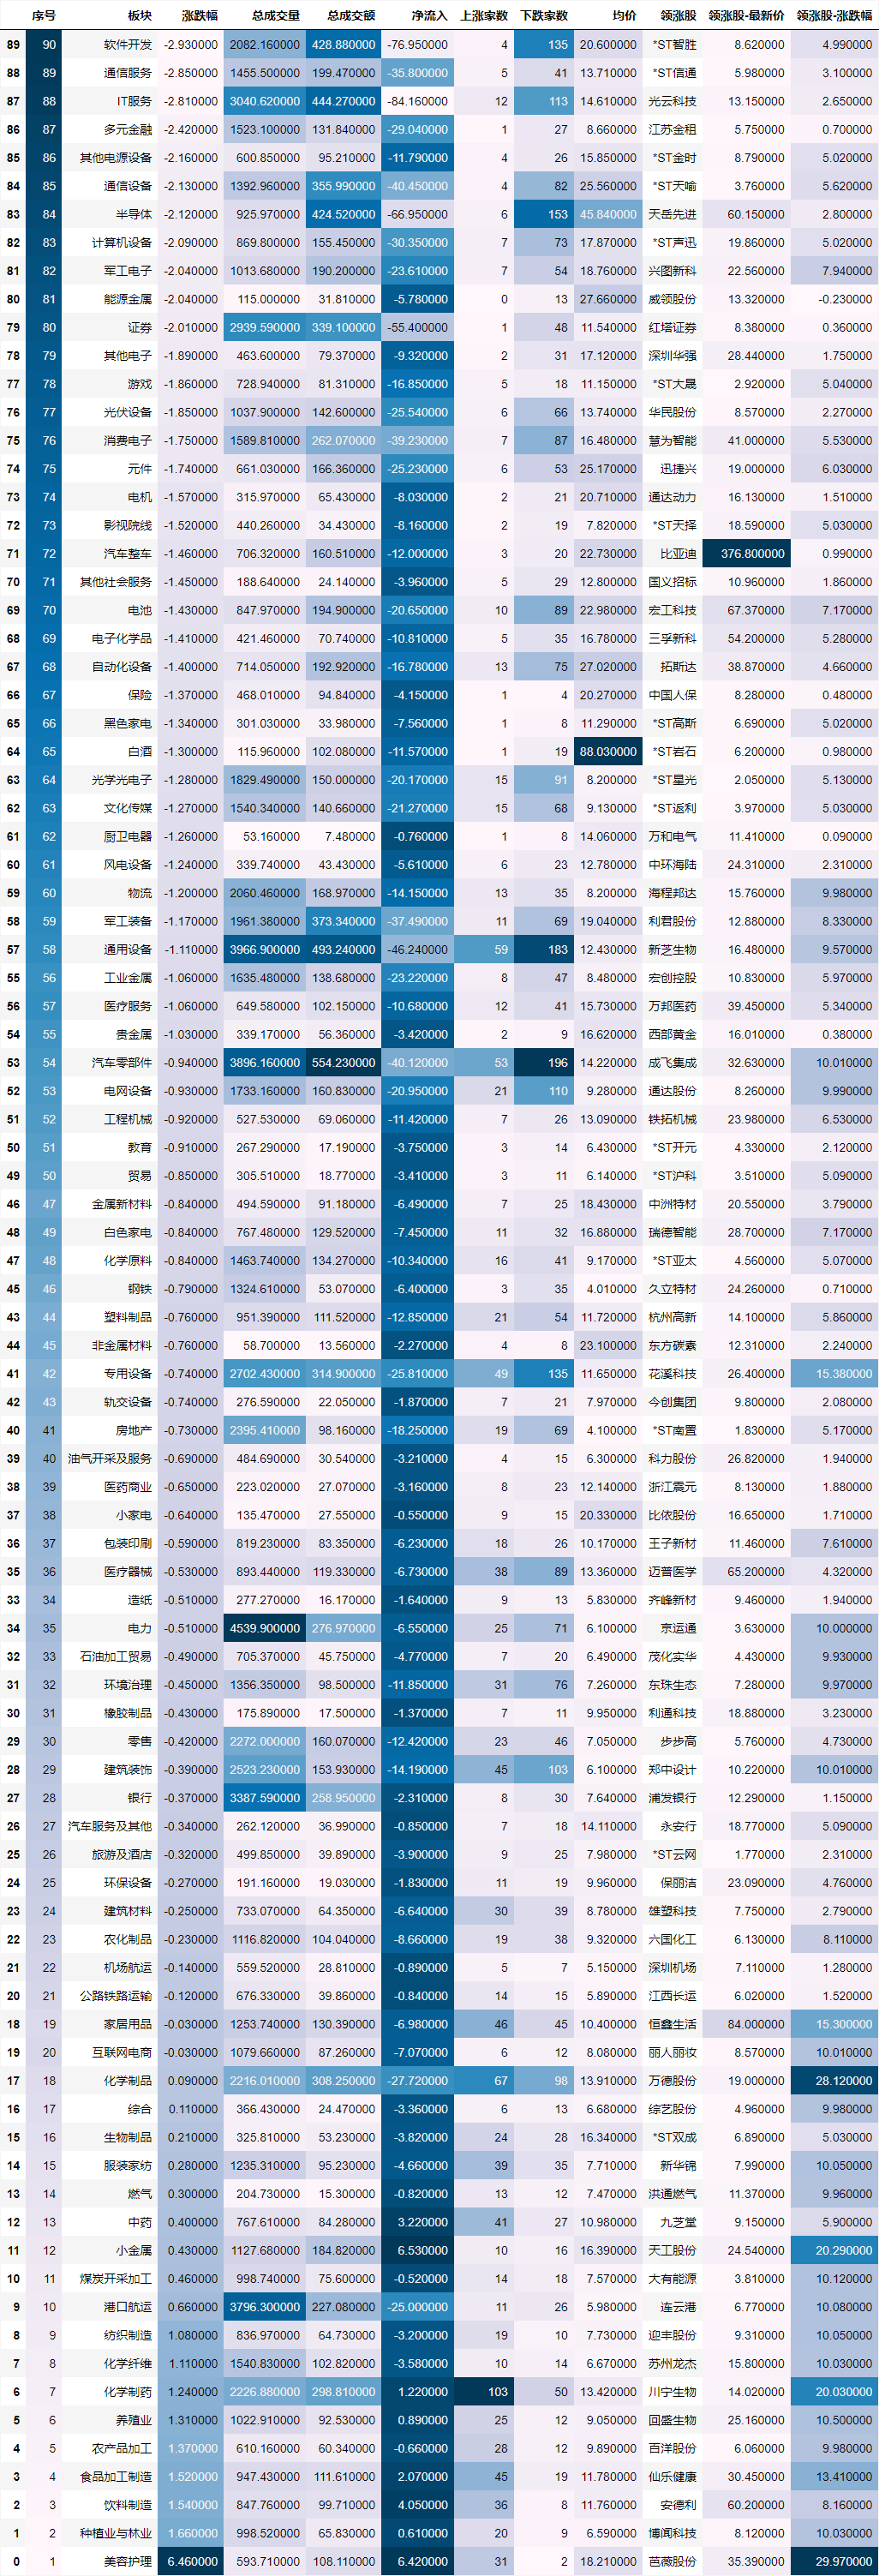 序号 板块 涨跌幅 总成交量 总成交额 净流入 上涨家数 下跌家数 均价 领涨股 领涨股-最新价 领涨股-涨跌幅
89 90 软件开发 -2.930000 2082.160000 428.880000 -76.950000 4 135 20.600000 *ST智胜 8.620000 4.990000
88 89 通信服务 -2.850000 1455.500000 199.470000 -35.800000 5 41 13.710000 *ST信通 5.980000 3.100000
87 88 IT服务 -2.810000 3040.620000 444.270000 -84.160000 12 113 14.610000 光云科技 13.150000 2.650000
86 87 多元金融 -2.420000 1523.100000 131.840000 -29.040000 1 27 8.660000 江苏金租 5.750000 0.700000
85 86 其他电源设备 -2.160000 600.850000 95.210000 -11.790000 4 26 15.850000 *ST金时 8.790000 5.020000
84 85 通信设备 -2.130000 1392.960000 355.990000 -40.450000 4 82 25.560000 *ST天喻 3.760000 5.620000
83 84 半导体 -2.120000 925.970000 424.520000 -66.950000 6 153 45.840000 天岳先进 60.150000 2.800000
82 83 计算机设备 -2.090000 869.800000 155.450000 -30.350000 7 73 17.870000 *ST声迅 19.860000 5.020000
81 82 军工电子 -2.040000 1013.680000 190.200000 -23.610000 7 54 18.760000 兴图新科 22.560000 7.940000
80 81 能源金属 -2.040000 115.000000 31.810000 -5.780000 0 13 27.660000 威领股份 13.320000 -0.230000
79 80 证券 -2.010000 2939.590000 339.100000 -55.400000 1 48 11.540000 红塔证券 8.380000 0.360000
78 79 其他电子 -1.890000 463.600000 79.370000 -9.320000 2 31 17.120000 深圳华强 28.440000 1.750000
77 78 游戏 -1.860000 728.940000 81.310000 -16.850000 5 18 11.150000 *ST大晟 2.920000 5.040000
76 77 光伏设备 -1.850000 1037.900000 142.600000 -25.540000 6 66 13.740000 华民股份 8.570000 2.270000
75 76 消费电子 -1.750000 1589.810000 262.070000 -39.230000 7 87 16.480000 慧为智能 41.000000 5.530000
74 75 元件 -1.740000 661.030000 166.360000 -25.230000 6 53 25.170000 迅捷兴 19.000000 6.030000
73 74 电机 -1.570000 315.970000 65.430000 -8.030000 2 21 20.710000 通达动力 16.130000 1.510000
72 73 影视院线 -1.520000 440.260000 34.430000 -8.160000 2 19 7.820000 *ST天择 18.590000 5.030000
71 72 汽车整车 -1.460000 706.320000 160.510000 -12.000000 3 20 22.730000 比亚迪 376.800000 0.990000
70 71 其他社会服务 -1.450000 188.640000 24.140000 -3.960000 5 29 12.800000 国义招标 10.960000 1.860000
69 70 电池 -1.430000 847.970000 194.900000 -20.650000 10 89 22.980000 宏工科技 67.370000 7.170000
68 69 电子化学品 -1.410000 421.460000 70.740000 -10.810000 5 35 16.780000 三孚新科 54.200000 5.280000
67 68 自动化设备 -1.400000 714.050000 192.920000 -16.780000 13 75 27.020000 拓斯达 38.870000 4.660000
66 67 保险 -1.370000 468.010000 94.840000 -4.150000 1 4 20.270000 中国人保 8.280000 0.480000
65 66 黑色家电 -1.340000 301.030000 33.980000 -7.560000 1 8 11.290000 *ST高斯 6.690000 5.020000
64 65 白酒 -1.300000 115.960000 102.080000 -11.570000 1 19 88.030000 *ST岩石 6.200000 0.980000
63 64 光学光电子 -1.280000 1829.490000 150.000000 -20.170000 15 91 8.200000 *ST星光 2.050000 5.130000
62 63 文化传媒 -1.270000 1540.340000 140.660000 -21.270000 15 68 9.130000 *ST返利 3.970000 5.030000
61 62 厨卫电器 -1.260000 53.160000 7.480000 -0.760000 1 8 14.060000 万和电气 11.410000 0.090000
60 61 风电设备 -1.240000 339.740000 43.430000 -5.610000 6 23 12.780000 中环海陆 24.310000 2.310000
59 60 物流 -1.200000 2060.460000 168.970000 -14.150000 13 35 8.200000 海程邦达 15.760000 9.980000
58 59 军工装备 -1.170000 1961.380000 373.340000 -37.490000 11 69 19.040000 利君股份 12.880000 8.330000
57 58 通用设备 -1.110000 3966.900000 493.240000 -46.240000 59 183 12.430000 新芝生物 16.480000 9.570000
55 56 工业金属 -1.060000 1635.480000 138.680000 -23.220000 8 47 8.480000 宏创控股 10.830000 5.970000
56 57 医疗服务 -1.060000 649.580000 102.150000 -10.680000 12 41 15.730000 万邦医药 39.450000 5.340000
54 55 贵金属 -1.030000 339.170000 56.360000 -3.420000 2 9 16.620000 西部黄金 16.010000 0.380000
53 54 汽车零部件 -0.940000 3896.160000 554.230000 -40.120000 53 196 14.220000 成飞集成 32.630000 10.010000
52 53 电网设备 -0.930000 1733.160000 160.830000 -20.950000 21 110 9.280000 通达股份 8.260000 9.990000
51 52 工程机械 -0.920000 527.530000 69.060000 -11.420000 7 26 13.090000 铁拓机械 23.980000 6.530000
50 51 教育 -0.910000 267.290000 17.190000 -3.750000 3 14 6.430000 *ST开元 4.330000 2.120000
49 50 贸易 -0.850000 305.510000 18.770000 -3.410000 3 11 6.140000 *ST沪科 3.510000 5.090000
46 47 金属新材料 -0.840000 494.590000 91.180000 -6.490000 7 25 18.430000 中洲特材 20.550000 3.790000
48 49 白色家电 -0.840000 767.480000 129.520000 -7.450000 11 32 16.880000 瑞德智能 28.700000 7.170000
47 48 化学原料 -0.840000 1463.740000 134.270000 -10.340000 16 41 9.170000 *ST亚太 4.560000 5.070000
45 46 钢铁 -0.790000 1324.610000 53.070000 -6.400000 3 35 4.010000 久立特材 24.260000 0.710000
43 44 塑料制品 -0.760000 951.390000 111.520000 -12.850000 21 54 11.720000 杭州高新 14.100000 5.860000
44 45 非金属材料 -0.760000 58.700000 13.560000 -2.270000 4 8 23.100000 东方碳素 12.310000 2.240000
41 42 专用设备 -0.740000 2702.430000 314.900000 -25.810000 49 135 11.650000 花溪科技 26.400000 15.380000
42 43 轨交设备 -0.740000 276.590000 22.050000 -1.870000 7 21 7.970000 今创集团 9.800000 2.080000
40 41 房地产 -0.730000 2395.410000 98.160000 -18.250000 19 69 4.100000 *ST南置 1.830000 5.170000
39 40 油气开采及服务 -0.690000 484.690000 30.540000 -3.210000 4 15 6.300000 科力股份 26.820000 1.940000
38 39 医药商业 -0.650000 223.020000 27.070000 -3.160000 8 23 12.140000 浙江震元 8.130000 1.880000
37 38 小家电 -0.640000 135.470000 27.550000 -0.550000 9 15 20.330000 比依股份 16.650000 1.710000
36 37 包装印刷 -0.590000 819.230000 83.350000 -6.230000 18 26 10.170000 王子新材 11.460000 7.610000
35 36 医疗器械 -0.530000 893.440000 119.330000 -6.730000 38 89 13.360000 迈普医学 65.200000 4.320000
33 34 造纸 -0.510000 277.270000 16.170000 -1.640000 9 13 5.830000 齐峰新材 9.460000 1.940000
34 35 电力 -0.510000 4539.900000 276.970000 -6.550000 25 71 6.100000 京运通 3.630000 10.000000
32 33 石油加工贸易 -0.490000 705.370000 45.750000 -4.770000 7 20 6.490000 茂化实华 4.430000 9.930000
31 32 环境治理 -0.450000 1356.350000 98.500000 -11.850000 31 76 7.260000 东珠生态 7.280000 9.970000
30 31 橡胶制品 -0.430000 175.890000 17.500000 -1.370000 7 11 9.950000 利通科技 18.880000 3.230000
29 30 零售 -0.420000 2272.000000 160.070000 -12.420000 23 46 7.050000 步步高 5.760000 4.730000
28 29 建筑装饰 -0.390000 2523.230000 153.930000 -14.190000 45 103 6.100000 郑中设计 10.220000 10.010000
27 28 银行 -0.370000 3387.590000 258.950000 -2.310000 8 30 7.640000 浦发银行 12.290000 1.150000
26 27 汽车服务及其他 -0.340000 262.120000 36.990000 -0.850000 7 18 14.110000 永安行 18.770000 5.090000
25 26 旅游及酒店 -0.320000 499.850000 39.890000 -3.900000 9 25 7.980000 *ST云网 1.770000 2.310000
24 25 环保设备 -0.270000 191.160000 19.030000 -1.830000 11 19 9.960000 保丽洁 23.090000 4.760000
23 24 建筑材料 -0.250000 733.070000 64.350000 -6.640000 30 39 8.780000 雄塑科技 7.750000 2.790000
22 23 农化制品 -0.230000 1116.820000 104.040000 -8.660000 19 38 9.320000 六国化工 6.130000 8.110000
21 22 机场航运 -0.140000 559.520000 28.810000 -0.890000 5 7 5.150000 深圳机场 7.110000 1.280000
20 21 公路铁路运输 -0.120000 676.330000 39.860000 -0.840000 14 15 5.890000 江西长运 6.020000 1.520000
18 19 家居用品 -0.030000 1253.740000 130.390000 -6.980000 46 45 10.400000 恒鑫生活 84.000000 15.300000
19 20 互联网电商 -0.030000 1079.660000 87.260000 -7.070000 6 12 8.080000 丽人丽妆 8.570000 10.010000
17 18 化学制品 0.090000 2216.010000 308.250000 -27.720000 67 98 13.910000 万德股份 19.000000 28.120000
16 17 综合 0.110000 366.430000 24.470000 -3.360000 6 13 6.680000 综艺股份 4.960000 9.980000
15 16 生物制品 0.210000 325.810000 53.230000 -3.820000 24 28 16.340000 *ST双成 6.890000 5.030000
14 15 服装家纺 0.280000 1235.310000 95.230000 -4.660000 39 35 7.710000 新华锦 7.990000 10.050000
13 14 燃气 0.300000 204.730000 15.300000 -0.820000 13 12 7.470000 洪通燃气 11.370000 9.960000
12 13 中药 0.400000 767.610000 84.280000 3.220000 41 27 10.980000 九芝堂 9.150000 5.900000
11 12 小金属 0.430000 1127.680000 184.820000 6.530000 10 16 16.390000 天工股份 24.540000 20.290000
10 11 煤炭开采加工 0.460000 998.740000 75.600000 -0.520000 14 18 7.570000 大有能源 3.810000 10.120000
9 10 港口航运 0.660000 3796.300000 227.080000 -25.000000 11 26 5.980000 连云港 6.770000 10.080000
8 9 纺织制造 1.080000 836.970000 64.730000 -3.200000 19 10 7.730000 迎丰股份 9.310000 10.050000
7 8 化学纤维 1.110000 1540.830000 102.820000 -3.580000 10 14 6.670000 苏州龙杰 15.800000 10.030000
6 7 化学制药 1.240000 2226.880000 298.810000 1.220000 103 50 13.420000 川宁生物 14.020000 20.030000
5 6 养殖业 1.310000 1022.910000 92.530000 0.890000 25 12 9.050000 回盛生物 25.160000 10.500000
4 5 农产品加工 1.370000 610.160000 60.340000 -0.660000 28 12 9.890000 百洋股份 6.060000 9.980000
3 4 食品加工制造 1.520000 947.430000 111.610000 2.070000 45 19 11.780000 仙乐健康 30.450000 13.410000
2 3 饮料制造 1.540000 847.760000 99.710000 4.050000 36 8 11.760000 安德利 60.200000 8.160000
1 2 种植业与林业 1.660000 998.520000 65.830000 0.610000 20 9 6.590000 博闻科技 8.120000 10.030000
0 1 美容护理 6.460000 593.710000 108.110000 6.420000 31 2 18.210000 芭薇股份 35.390000 29.970000